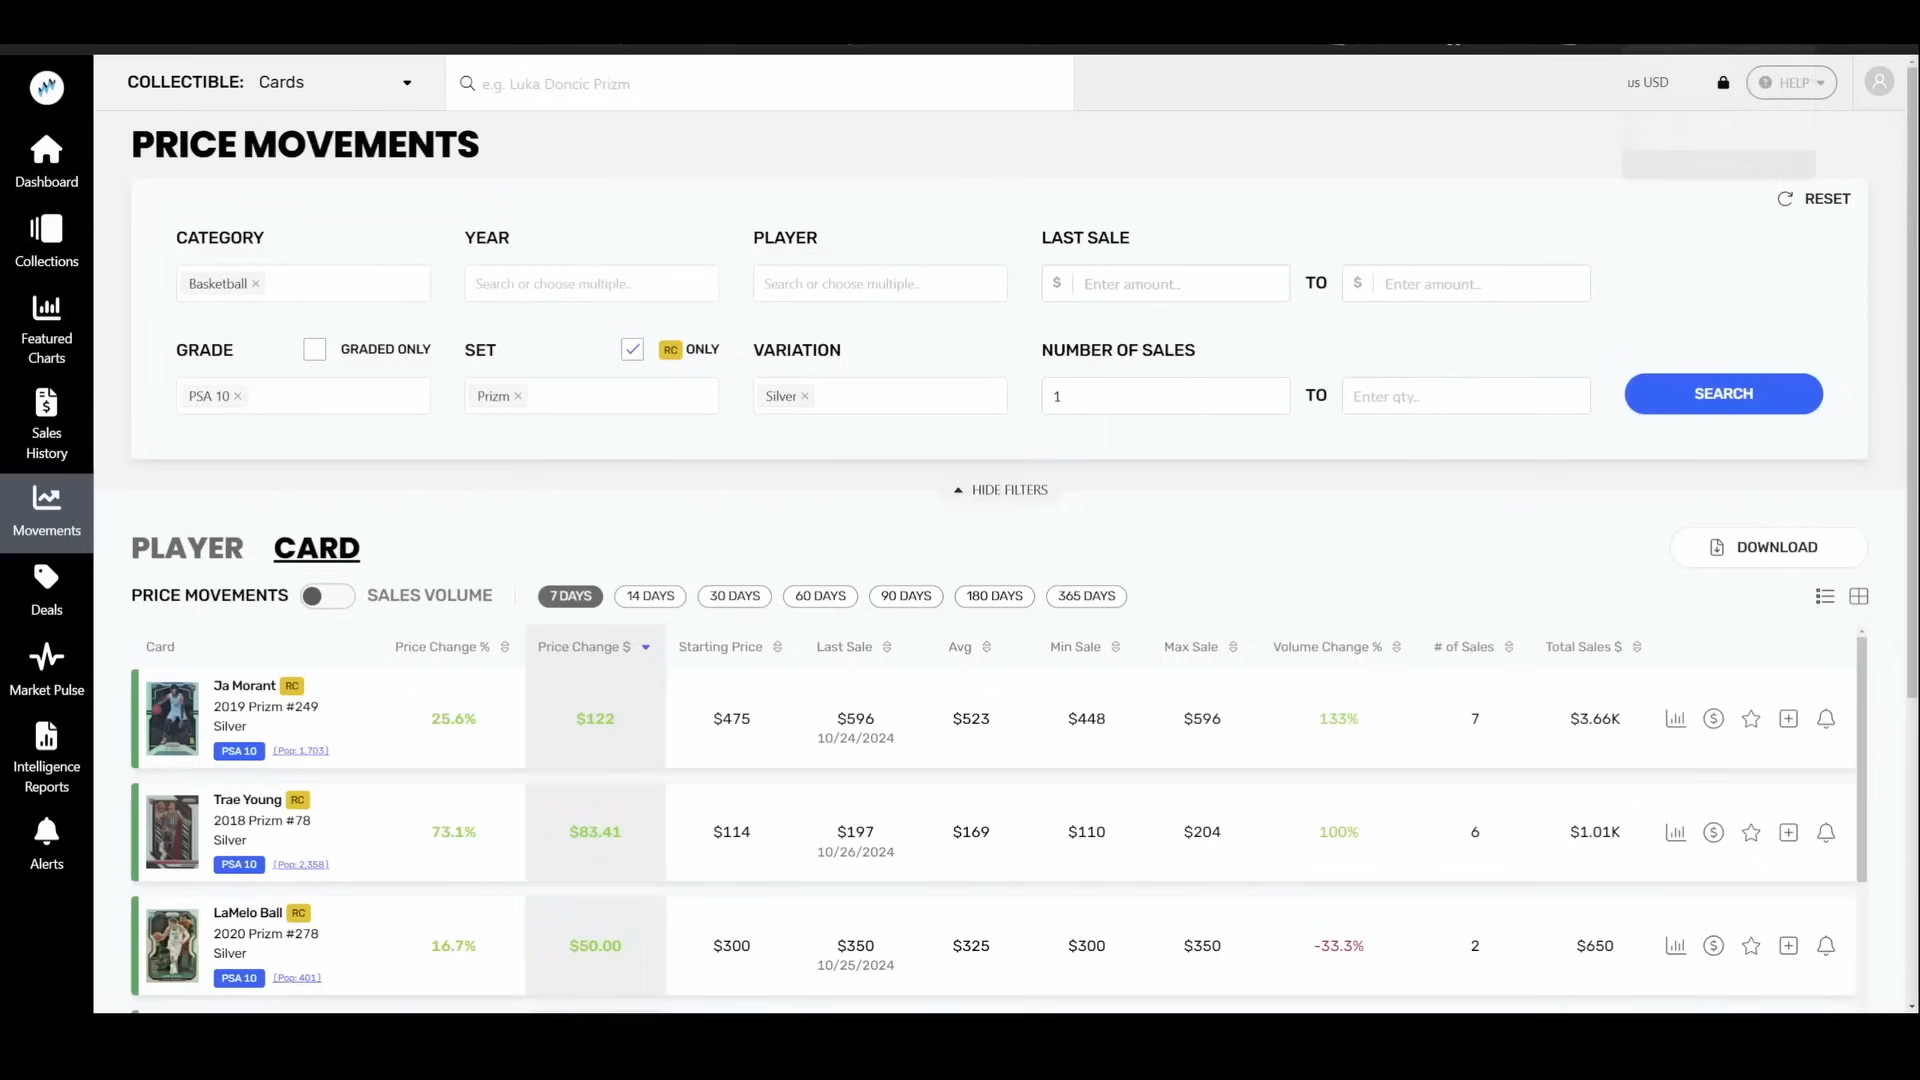 COLLECTIBLE: Cards
e.g. Luka Doncic Prizm
us USD
HELP
Dashboard
Collections
Featured
Charts
Sales
History
Movements
Deals
Market Pulse
Intelligence
Reports
Alerts
PRICE MOVEMENTS
RESET
CATEGORY YEAR PLAYER LAST SALE
Basketball × Search or choose multiple.. Search or choose multiple.. $ Enter amount.. TO $ Enter amount..
GRADE GRADED ONLY SET RC ONLY VARIATION NUMBER OF SALES
PSA 10 × Prizm × Silver × 1 TO Enter qty.. SEARCH
HIDE FILTERS
PLAYER CARD DOWNLOAD
PRICE MOVEMENTS SALES VOLUME 7 DAYS 14 DAYS 30 DAYS 60 DAYS 90 DAYS 180 DAYS 365 DAYS
Card Price Change % Price Change $ Starting Price Last Sale Avg Min Sale Max Sale Volume Change % # of Sales Total Sales $
Ja Morant RC
2019 Prizm #249
Silver
PSA 10 (Pop: 1,703)
25.6% $122 $475 $596 $523 $448 $596 133% 7 $3.66K
10/24/2024
Trae Young RC
2018 Prizm #78
Silver
PSA 10 (Pop: 2,358)
73.1% $83.41 $114 $197 $169 $110 $204 100% 6 $1.01K
10/26/2024
LaMelo Ball RC
2020 Prizm #278
Silver
PSA 10 (Pop: 401)
16.7% $50.00 $300 $350 $325 $300 $350 -33.3% 2 $650
10/25/2024